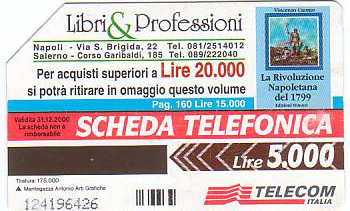 Libri & Professioni
Napoli - Via S. Brigida, 22 - Tel. 081/2514012
Salerno - Corso Garibaldi, 185 Tel. 089/220040
Per acquisti superiori a Lire 20.000
si potrà ritirare in omaggio questo volume
Pag. 160 Lire 15.000
Vincenzo Cuoco
La Rivoluzione
Napoletana
del 1799
Validità 31.12.2000
La scheda non è
rimborsabile
SCHEDA TELEFONICA
Lire 5.000
Tiratura: 175.000
Mantegazza Antonio Arti Grafiche
124196426
TELECOM
ITALIA